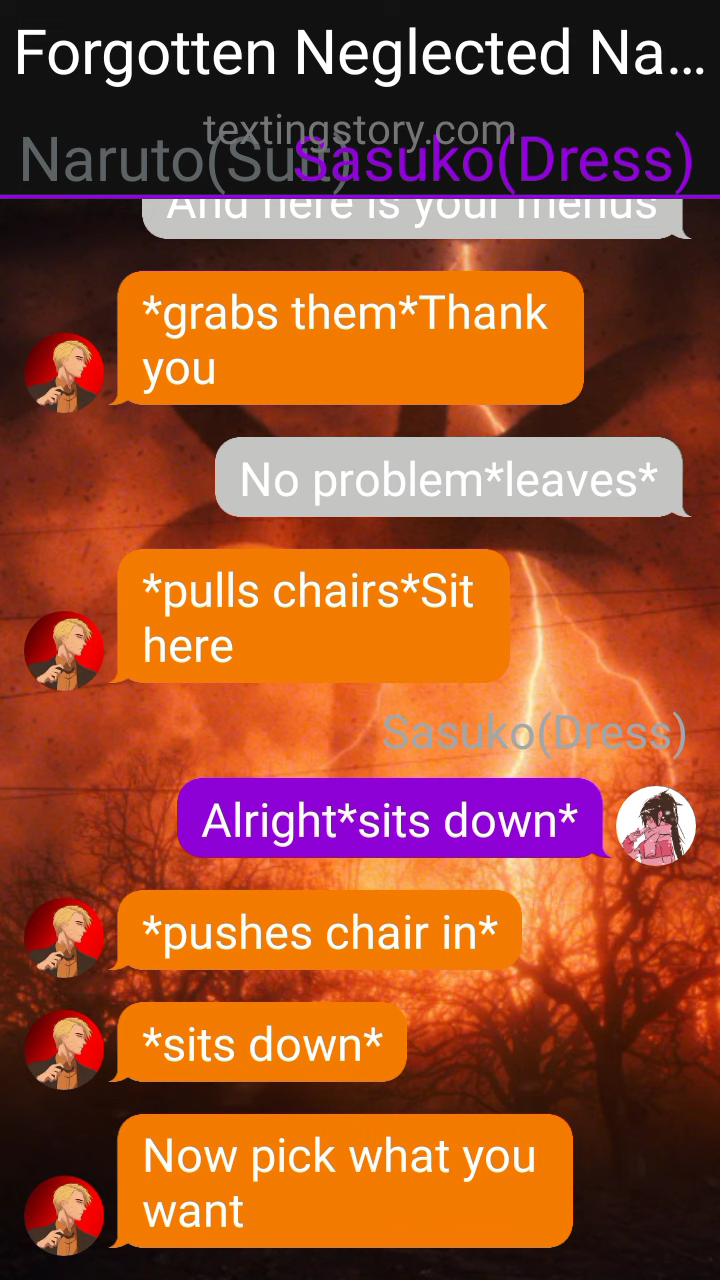 Forgotten Neglected Na...
textingstory.com
Naruto(Suit)
Sasuko(Dress)
And here is your menus
*grabs them*Thank
you
No problem*leaves*
*pulls chairs*Sit
here
Sasuko(Dress)
Alright*sits down*
*pushes chair in*
*sits down*
Now pick what you
want